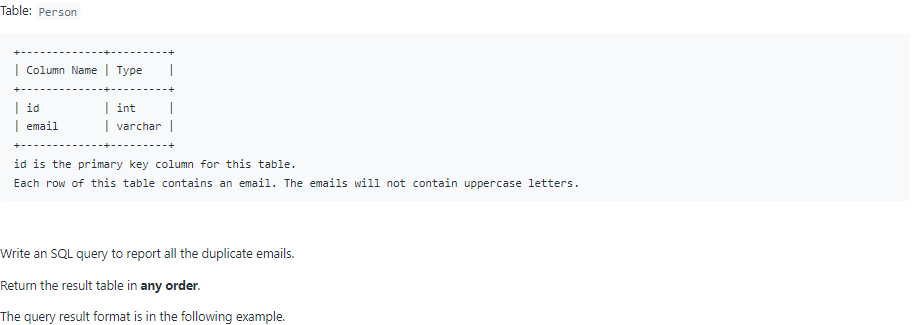 Table: Person
+-------------+---------+
| Column Name | Type    |
+-------------+---------+
| id          | int     |
| email       | varchar |
+-------------+---------+
id is the primary key column for this table.
Each row of this table contains an email. The emails will not contain uppercase letters.
Write an SQL query to report all the duplicate emails.
Return the result table in any order.
The query result format is in the following example.